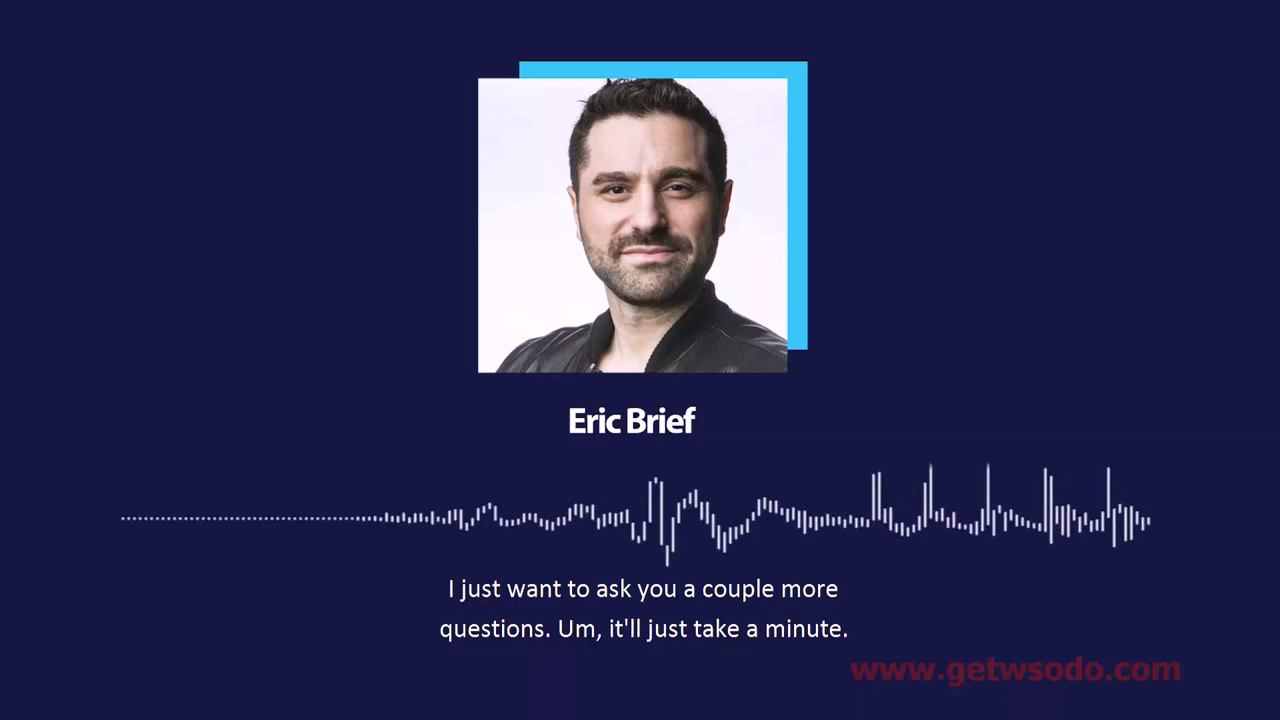 Eric Brief
I just want to ask you a couple more
questions. Um, it'll just take a minute.
www.getwsodo.com